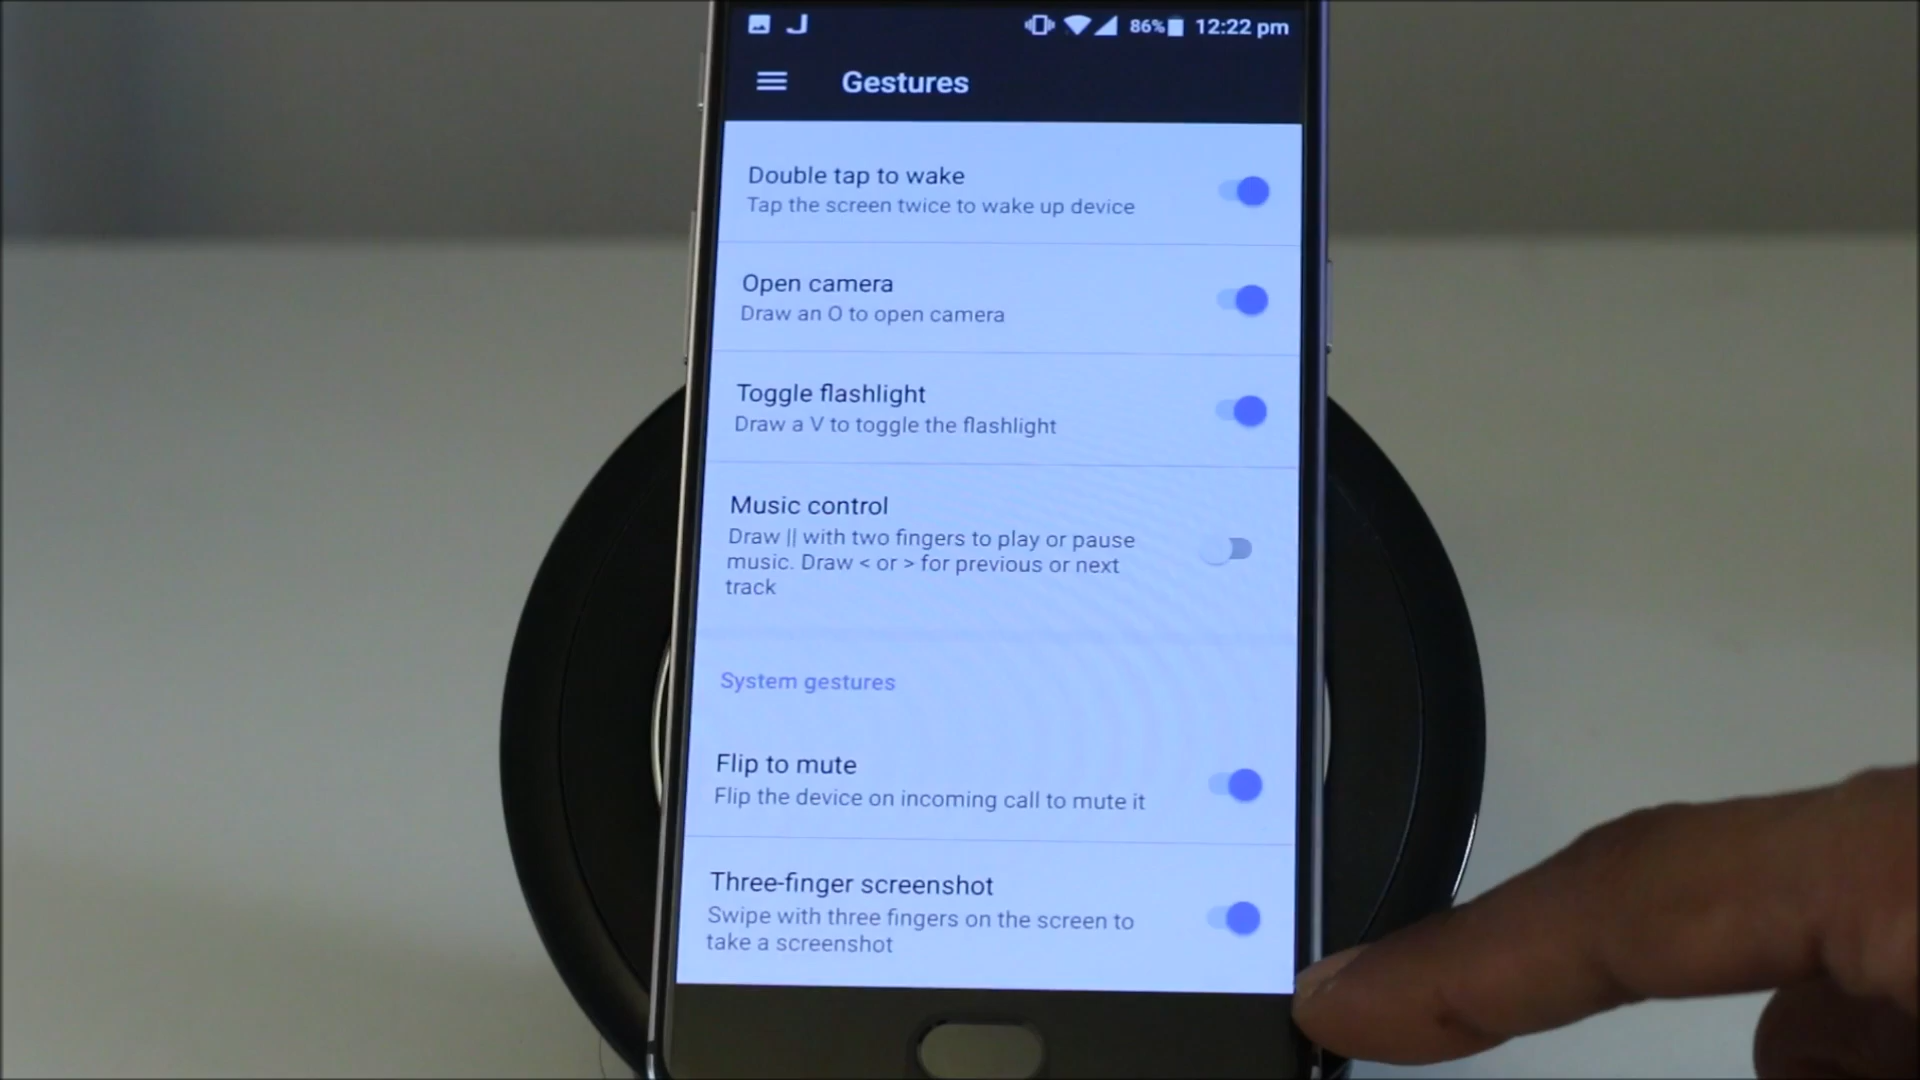 86% 12:22 pm
Gestures
Double tap to wake
Tap the screen twice to wake up device
Open camera
Draw an O to open camera
Toggle flashlight
Draw a V to toggle the flashlight
Music control
Draw || with two fingers to play or pause
music. Draw < or > for previous or next
track
System gestures
Flip to mute
Flip the device on incoming call to mute it
Three-finger screenshot
Swipe with three fingers on the screen to
take a screenshot